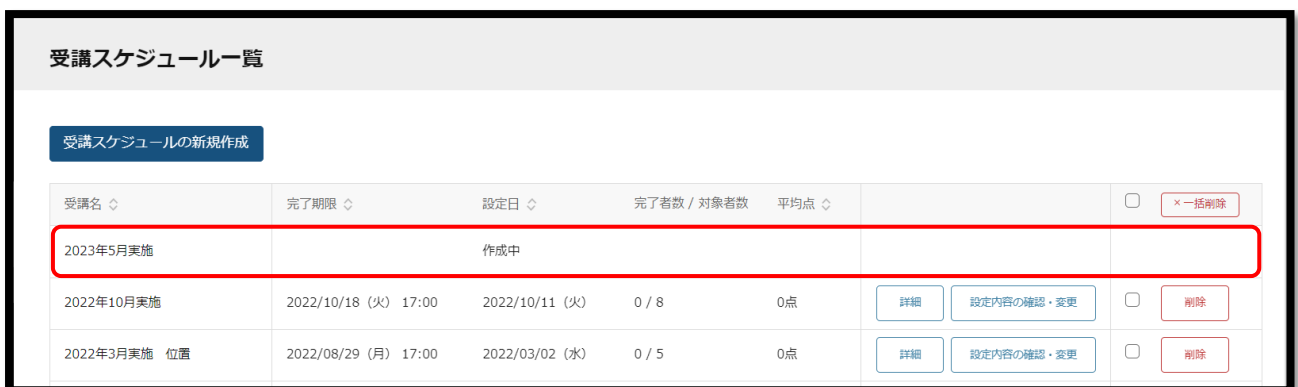 受講スケジュール一覧
受講スケジュールの新規作成
受講名 完了期限 設定日 完了者数 / 対象者数 平均点 ×一括削除
2023年5月実施 作成中
2022年10月実施 2022/10/18（火） 17:00 2022/10/11（火） 0 / 8 0点 詳細 設定内容の確認・変更 削除
2022年3月実施　位置 2022/08/29（月） 17:00 2022/03/02（水） 0 / 5 0点 詳細 設定内容の確認・変更 削除